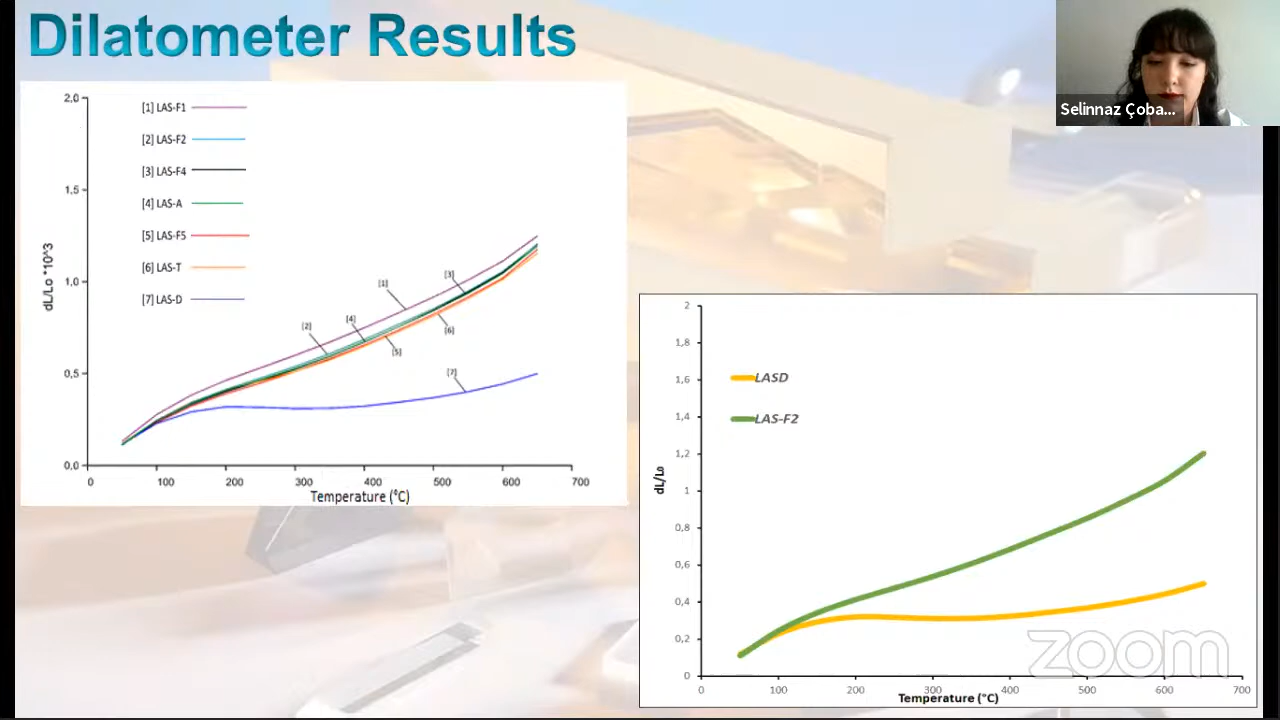 Dilatometer Results
Selinnaz Çoba...
2,0
1,5
1,0
0,5
0,0
dL/Lo *10^3
[1] LAS-F1
[2] LAS-F2
[3] LAS-F4
[4] LAS-A
[5] LAS-F5
[6] LAS-T
[7] LAS-D
[1]
[2]
[3]
[4]
[5]
[6]
[7]
0 100 200 300 400 500 600 700
Temperature (°C)
2
1,8
1,6
1,4
1,2
1
0,8
0,6
0,4
0,2
0
dL/L₀
LASD
LAS-F2
0 100 200 300 400 500 600 700
Temperature (°C)
zoom